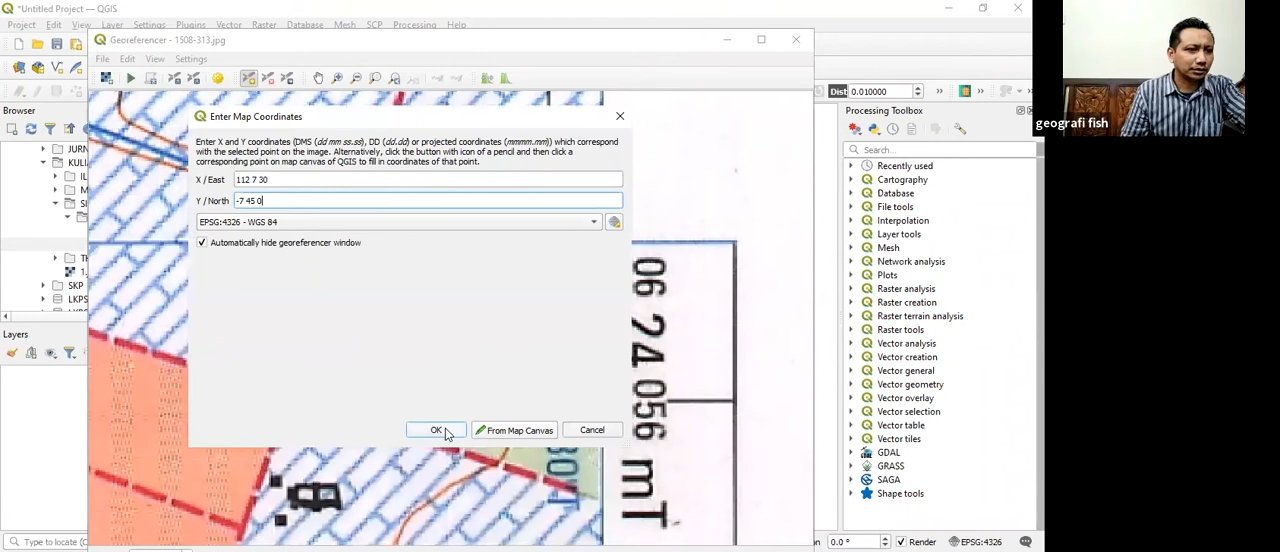 *Untitled Project — QGIS
Project Edit View Layer Settings Plugins Vector Raster Database Mesh SCP Processing Help
Georeferencer - 1508-313.jpg
File Edit View Settings
Dist 0.010000
Browser
JURN
KULIA
SKP
LKPS
Layers
Enter Map Coordinates
Enter X and Y coordinates (DMS (dd mm ss.ss), DD (dd.dd) or projected coordinates (mmmm.mm)) which correspond
with the selected point on the image. Alternatively, click the button with icon of a pencil and then click a
corresponding point on map canvas of QGIS to fill in coordinates of that point.
X / East 112 7 30
Y / North -7 45 0
EPSG:4326 - WGS 84
Automatically hide georeferencer window
OK From Map Canvas Cancel
06 24 056 mT
Processing Toolbox
Search...
Recently used
Cartography
Database
File tools
Interpolation
Layer tools
Mesh
Network analysis
Plots
Raster analysis
Raster creation
Raster terrain analysis
Raster tools
Vector analysis
Vector creation
Vector general
Vector geometry
Vector overlay
Vector selection
Vector table
Vector tiles
GDAL
GRASS
SAGA
Shape tools
Type to locate (C
0.0 ° Render EPSG:4326
geografi fish